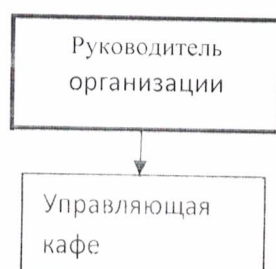 Руководитель
организации
Управляющая
кафе